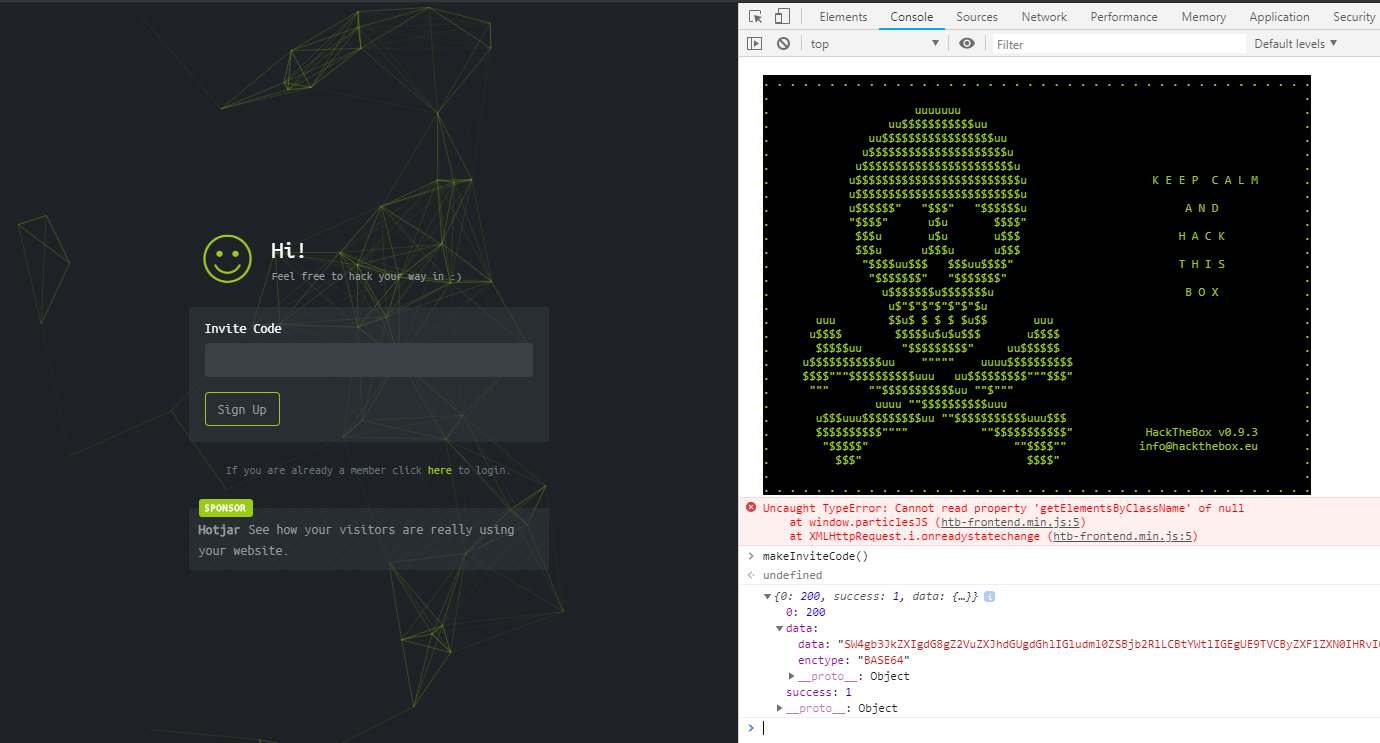 Hi!
Feel free to hack your way in :)
Invite Code
Sign Up
If you are already a member click here to login.
SPONSOR
Hotjar See how your visitors are really using
your website.
Elements Console Sources Network Performance Memory Application Security
top Filter Default levels
KEEP CALM
AND
HACK
THIS
BOX
HackTheBox v0.9.3
info@hackthebox.eu
Uncaught TypeError: Cannot read property 'getElementsByClassName' of null
at window.particlesJS (htb-frontend.min.js:5)
at XMLHttpRequest.i.onreadystatechange (htb-frontend.min.js:5)
makeInviteCode()
undefined
{0: 200, success: 1, data: {…}}
0: 200
data:
data: "SW4gb3JkZXIgdG8gZ2VuZXJhdGUgdGhlIGludml0ZSBjb2RlLCBtYWtlIGEgUE9TVCByZXF1ZXN0IHRvI
enctype: "BASE64"
__proto__: Object
success: 1
__proto__: Object